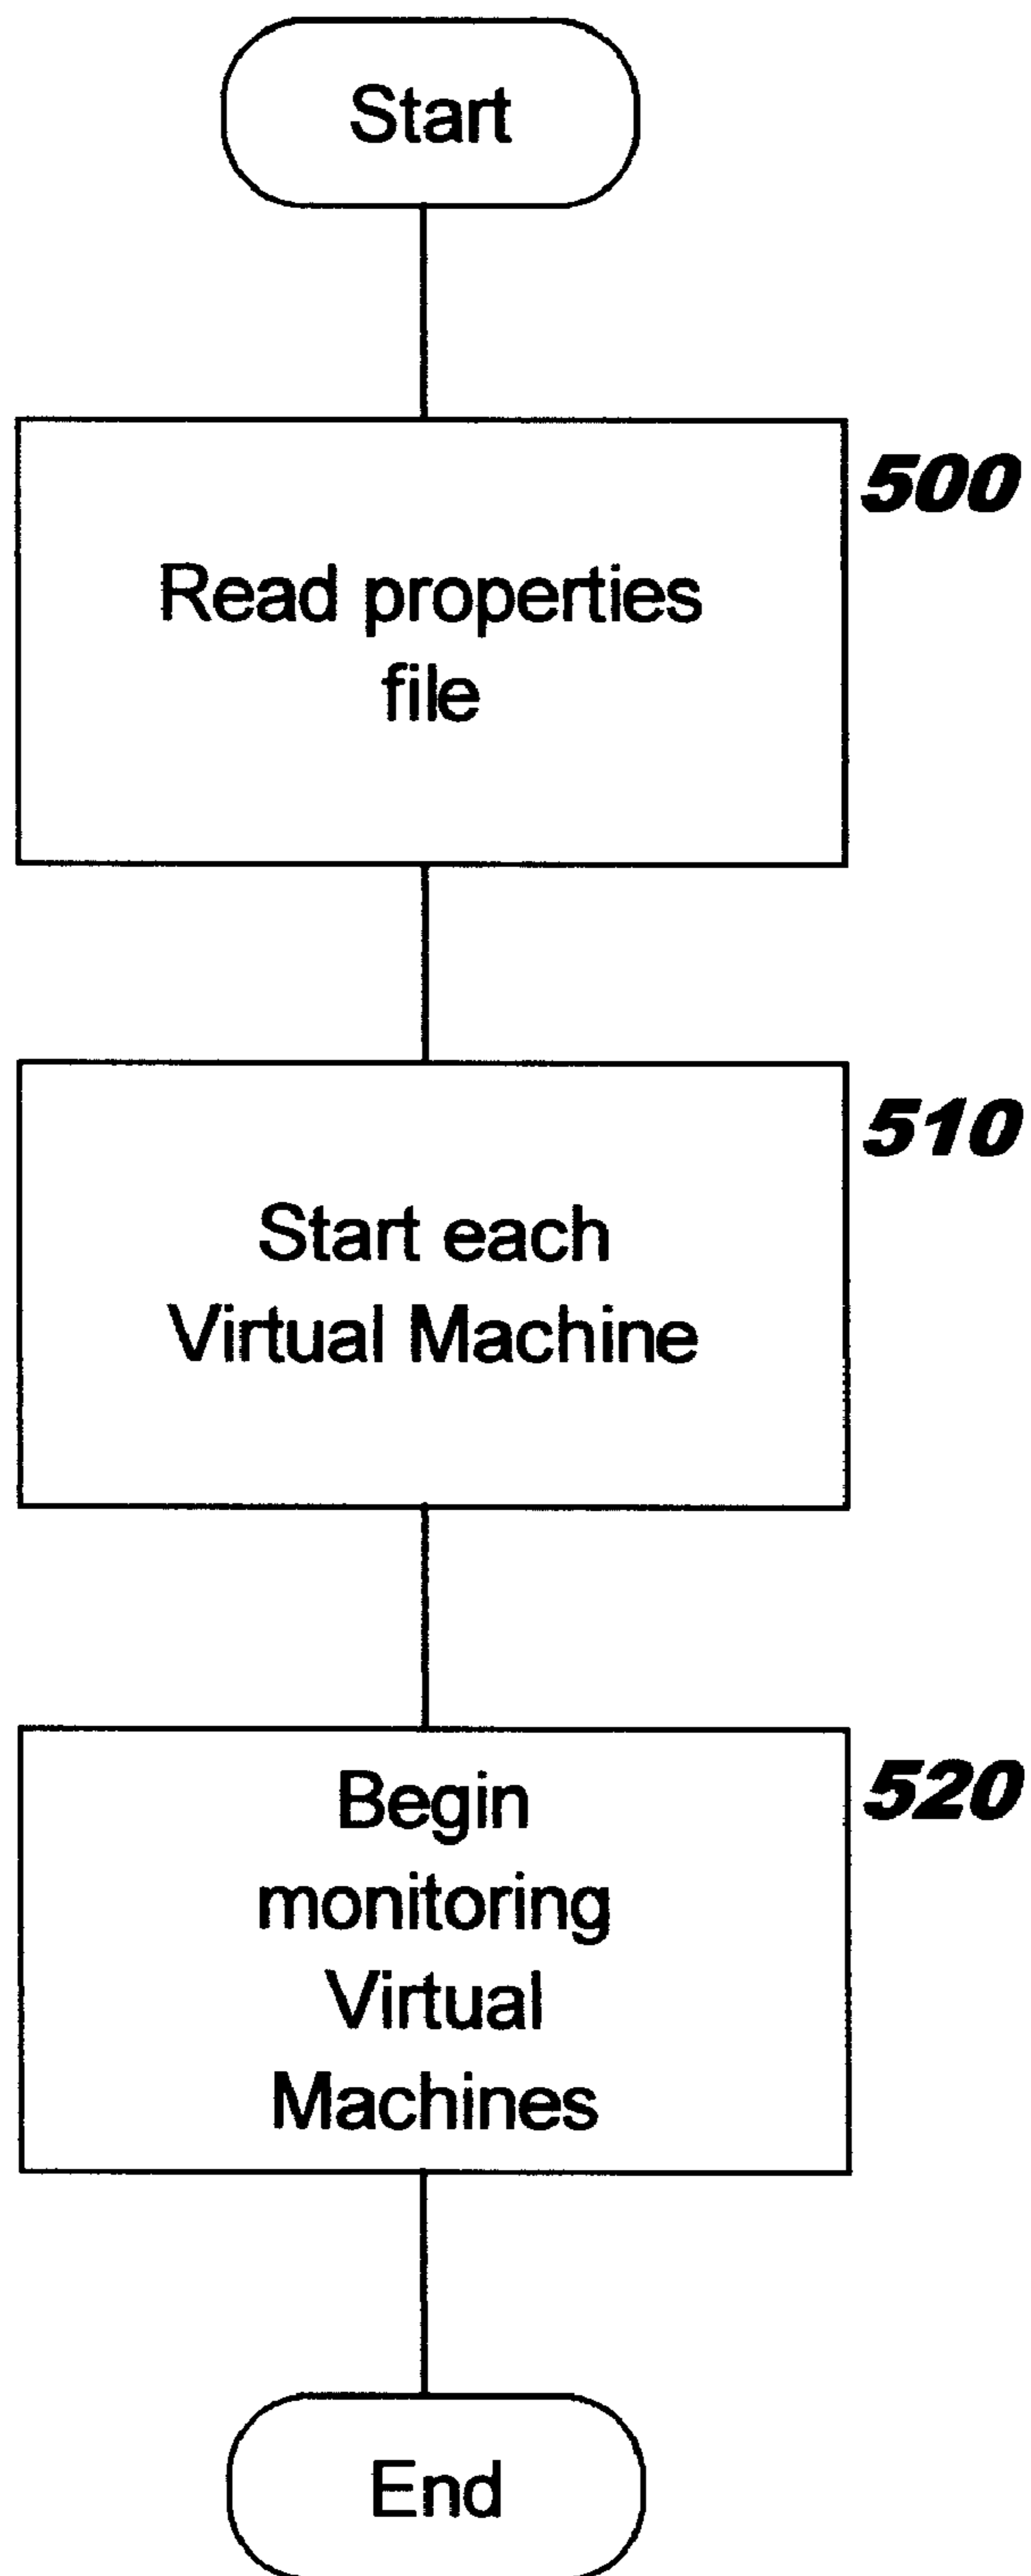 Start
500
Read properties
file
510
Start each
Virtual Machine
520
Begin
monitoring
Virtual
Machines
End